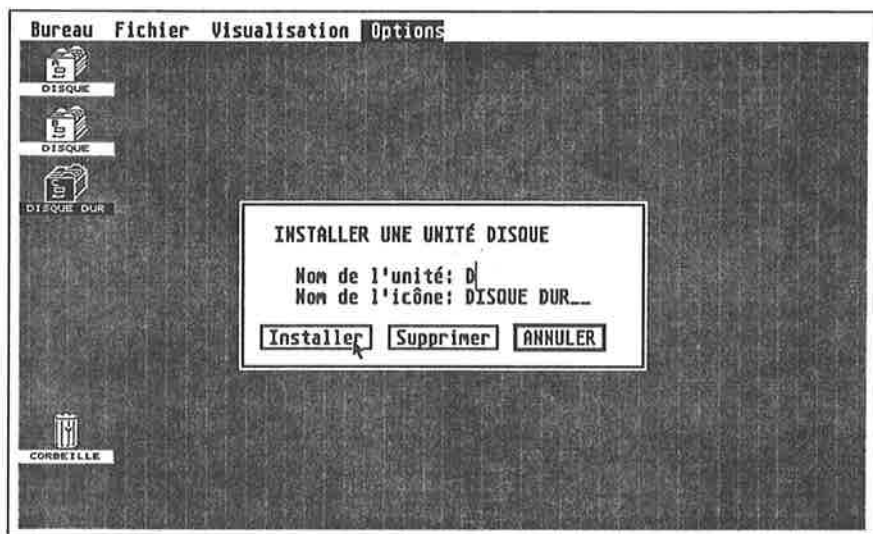 Bureau Fichier Visualisation Options
DISQUE
DISQUE
DISQUE DUR
INSTALLER UNE UNITÉ DISQUE
Nom de l'unité: D
Nom de l'icône: DISQUE DUR__
Installer Supprimer ANNULER
CORBEILLE